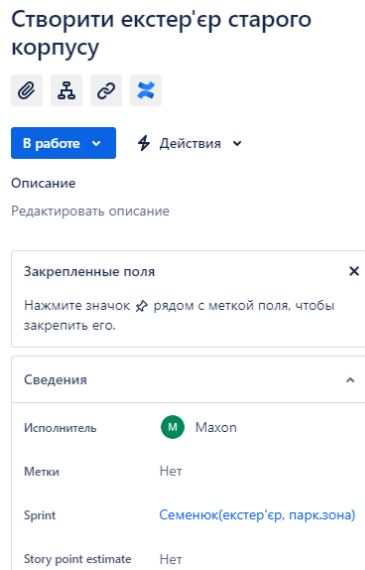 Створити екстер'єр старого
корпусу
В работе
Действия
Описание
Редактировать описание
Закрепленные поля
Нажмите значок рядом с меткой поля, чтобы
закрепить его.
Сведения
Исполнитель M Maxon
Метки Нет
Sprint Семенюк(екстер'єр, парк.зона)
Story point estimate Нет